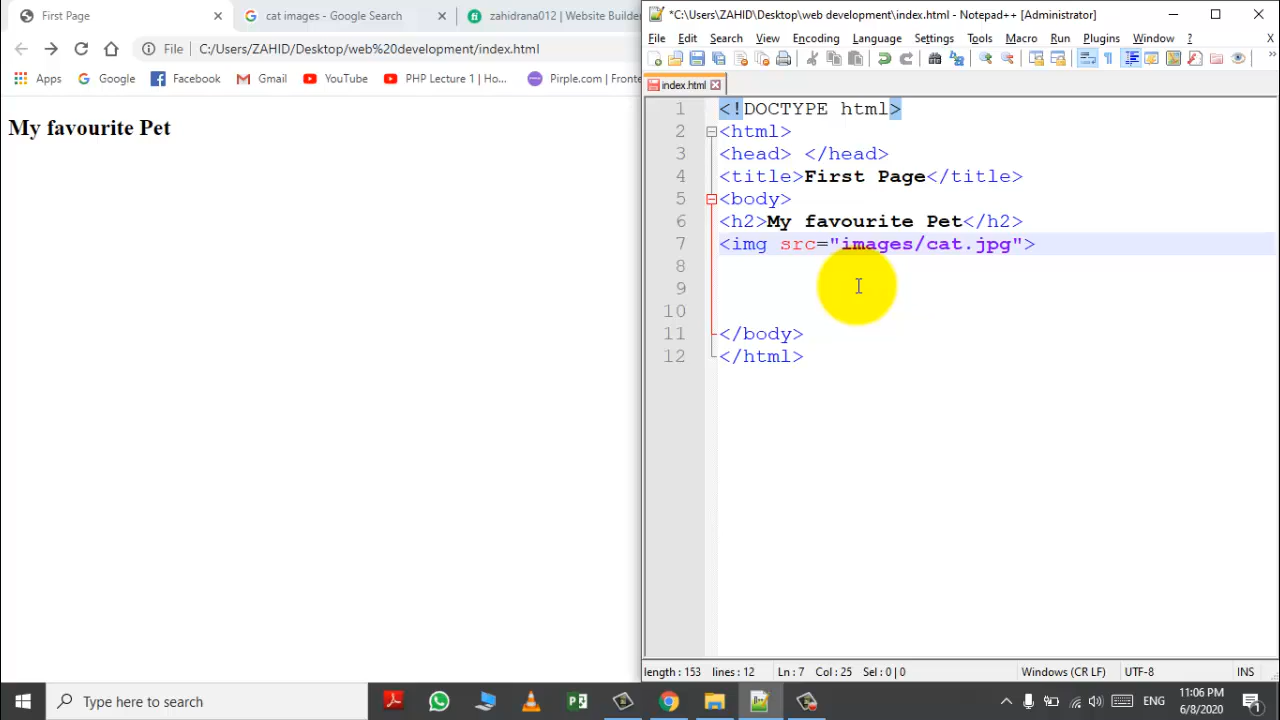 First Page
cat images - Google Search
zahidrana012 | Website Builder
File
C:/Users/ZAHID/Desktop/web%20development/index.html
Apps
Google
Facebook
Gmail
YouTube
PHP Lecture 1 | Ho...
Pirple.com | Fronte
My favourite Pet
*C:\Users\ZAHID\Desktop\web development\index.html - Notepad++ [Administrator]
File Edit Search View Encoding Language Settings Tools Macro Run Plugins Window ? X
index.html
1 <!DOCTYPE html>
2 <html>
3 <head> </head>
4 <title>First Page</title>
5 <body>
6 <h2>My favourite Pet</h2>
7 <img src="images/cat.jpg">
8
9
10
11 </body>
12 </html>
length : 153 lines : 12 Ln : 7 Col : 25 Sel : 0 | 0 Windows (CR LF) UTF-8 INS
Type here to search
ENG
11:06 PM
6/8/2020
1